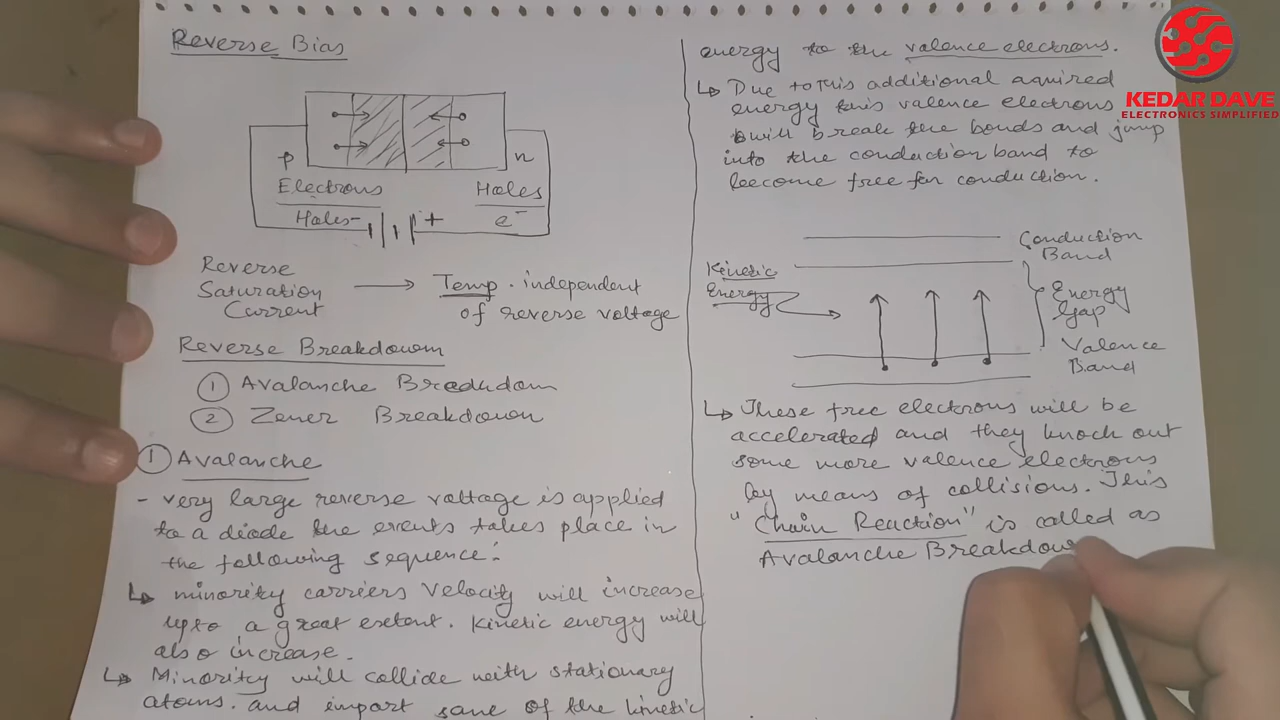 Reverse Bias
p
n
Electrons
Holes
Holes
e⁻
- +
Reverse
Saturation
Current
→ Temp. independent
of reverse voltage
Reverse Breakdown
① Avalanche Breakdown
② Zener Breakdown
① Avalanche
- very large reverse voltage is applied
to a diode the events takes place in
the following sequence:
↳ minority carriers velocity will increase
upto a great extent. Kinetic energy will
also increase.
↳ Minority will collide with stationary
atoms. and impart some of the kinetic
energy to the valence electrons.
↳ Due to this additional aquired
energy this valence electrons
will break the bonds and jump
into the conduction band to
become free for conduction.
Conduction
Band
Kinetic
Energy
Energy
Gap
Valence
Band
↳ These free electrons will be
accelerated and they knock out
some more valence electrons
by means of collisions. This
"Chain Reaction" is called as
Avalanche Breakdow
KEDAR DAVE
ELECTRONICS SIMPLIFIED